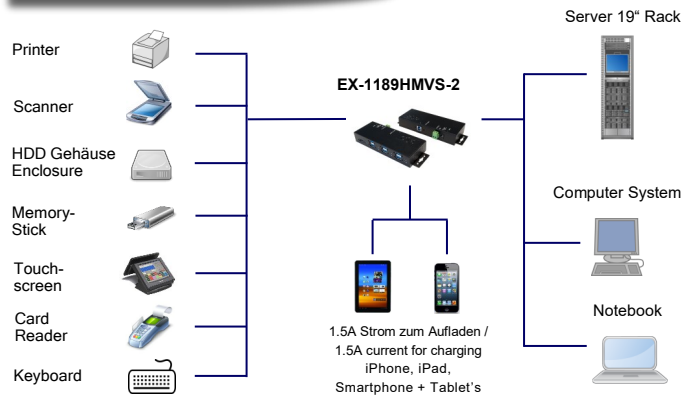 Printer
Scanner
HDD Gehäuse
Enclosure
Memory-
Stick
Touch-
screen
Card
Reader
Keyboard
EX-1189HMVS-2
1.5A Strom zum Aufladen /
1.5A current for charging
iPhone, iPad,
Smartphone + Tablet's
Server 19“ Rack
Computer System
Notebook